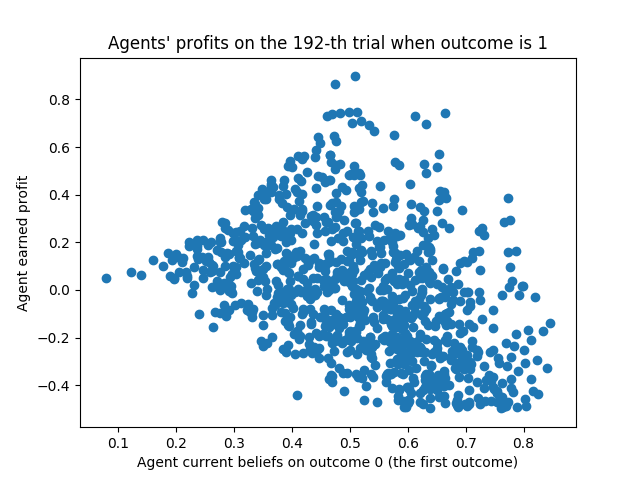 Agents' profits on the 192-th trial when outcome is 1
Agent earned profit
0.8
0.6
0.4
0.2
0.0
−0.2
−0.4
0.1 0.2 0.3 0.4 0.5 0.6 0.7 0.8
Agent current beliefs on outcome 0 (the first outcome)